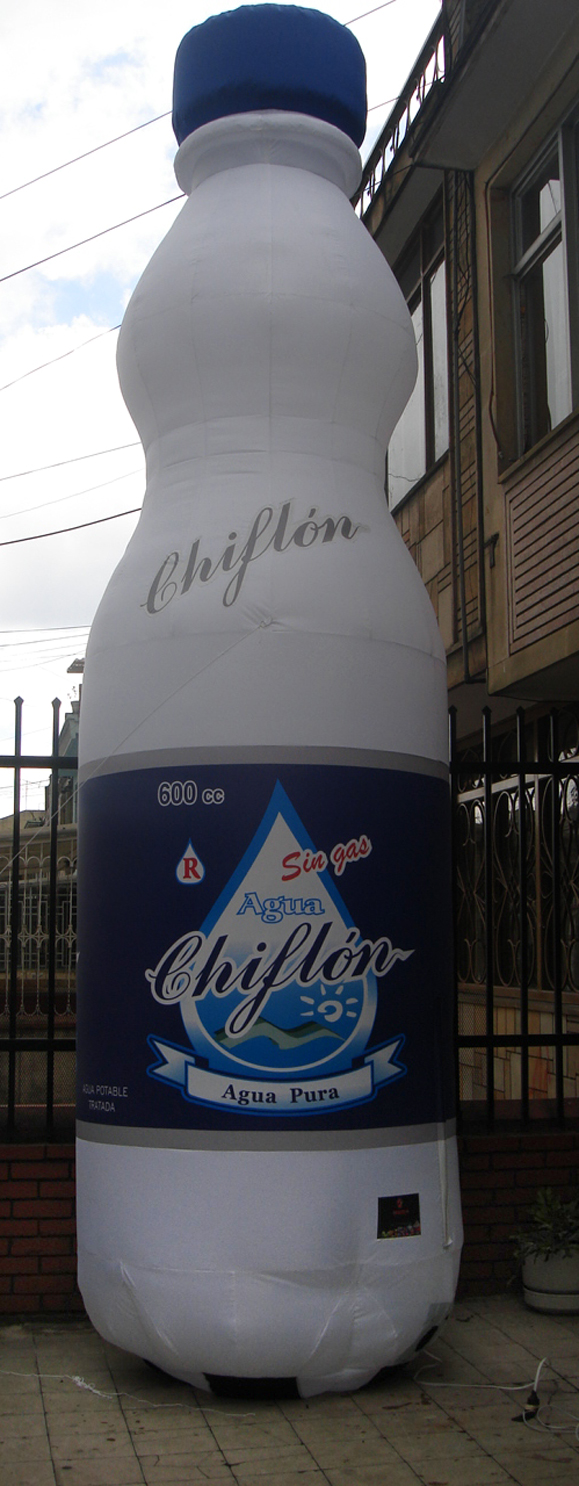 Chiflón
600 cc
R
Sin gas
Agua
Chiflón
Agua Pura
AGUA POTABLE
TRATADA